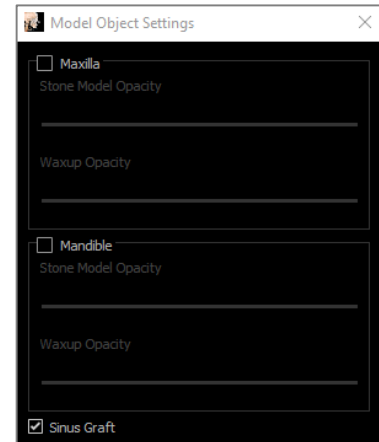 Model Object Settings
Maxilla
Stone Model Opacity
Waxup Opacity
Mandible
Stone Model Opacity
Waxup Opacity
Sinus Graft